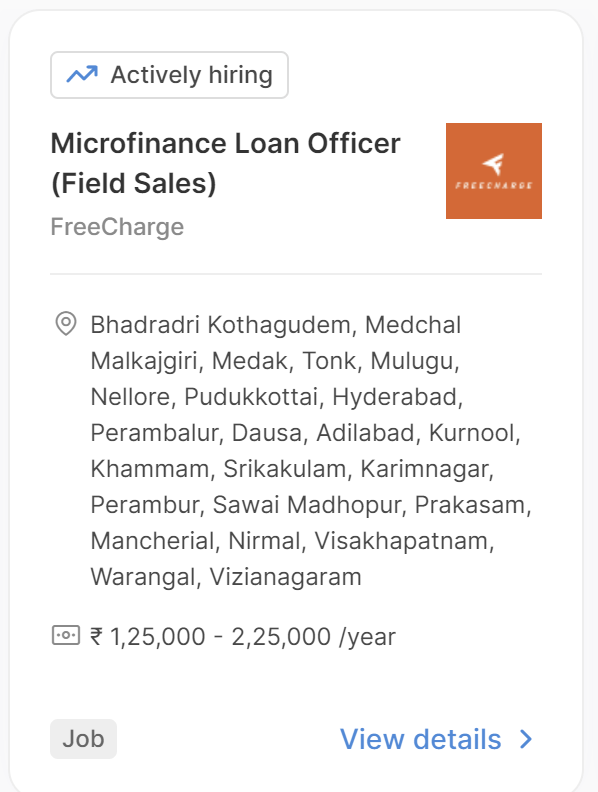 Actively hiring
Microfinance Loan Officer
(Field Sales)
FreeCharge
FREECHARGE
Bhadradri Kothagudem, Medchal
Malkajgiri, Medak, Tonk, Mulugu,
Nellore, Pudukkottai, Hyderabad,
Perambalur, Dausa, Adilabad, Kurnool,
Khammam, Srikakulam, Karimnagar,
Perambur, Sawai Madhopur, Prakasam,
Mancherial, Nirmal, Visakhapatnam,
Warangal, Vizianagaram
₹ 1,25,000 - 2,25,000 /year
Job
View details